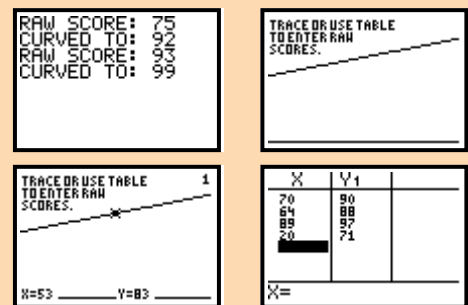 RAW SCORE: 75
CURVED TO: 92
RAW SCORE: 93
CURVED TO: 99
TRACE OR USE TABLE
TO ENTER RAW
SCORES.
TRACE OR USE TABLE 1
TO ENTER RAW
SCORES.
X=53 Y=83
X Y1
70 90
64 88
89 97
20 71
X=